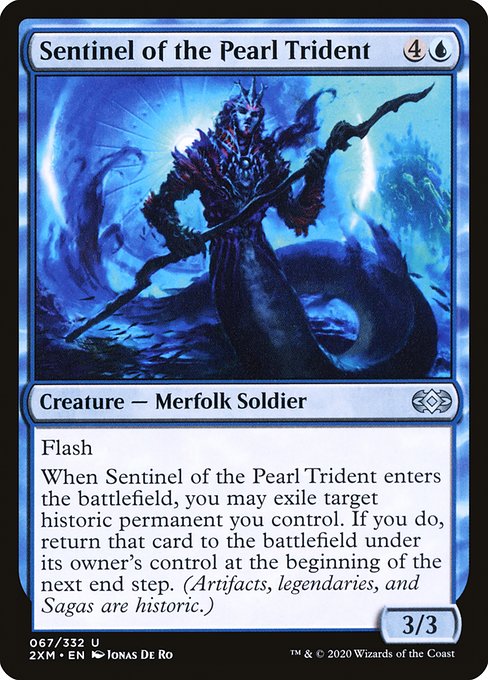 Sentinel of the Pearl Trident 4
Creature — Merfolk Soldier
Flash
When Sentinel of the Pearl Trident enters
the battlefield, you may exile target
historic permanent you control. If you do,
return that card to the battlefield under
its owner's control at the beginning of the
next end step. (Artifacts, legendaries, and
Sagas are historic.)
3/3
067/332 U
2XM • EN Jonas De Ro
™ & © 2020 Wizards of the Coast